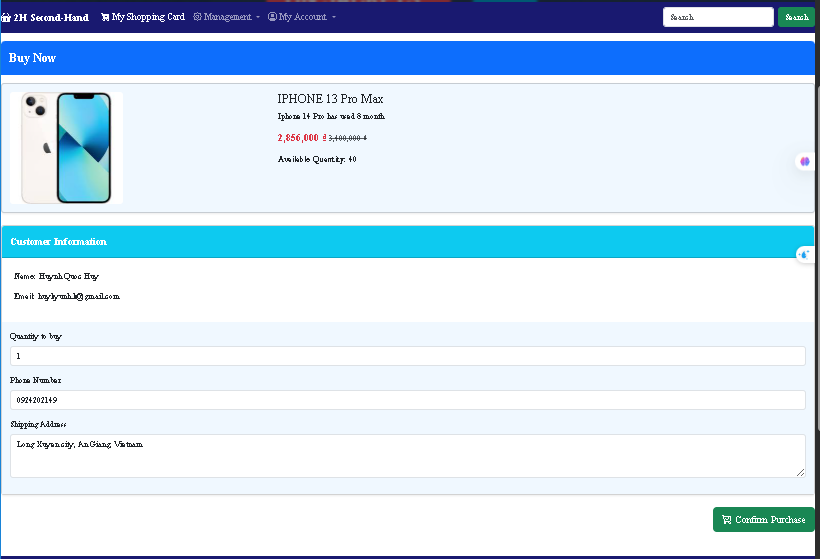 2H Second-Hand My Shopping Card Management My Account Search Search
Buy Now
IPHONE 13 Pro Max
Iphone 14 Pro has used 8 month
2,856,000 ₫ 3,400,000 ₫
Available Quantity: 40
Customer Information
Name: Huynh Quoc Huy
Email:
Quantity to buy
1
Phone Number
0924202149
Shipping Address
Long Xuyen city, An Giang, Vietnam
Confirm Purchase